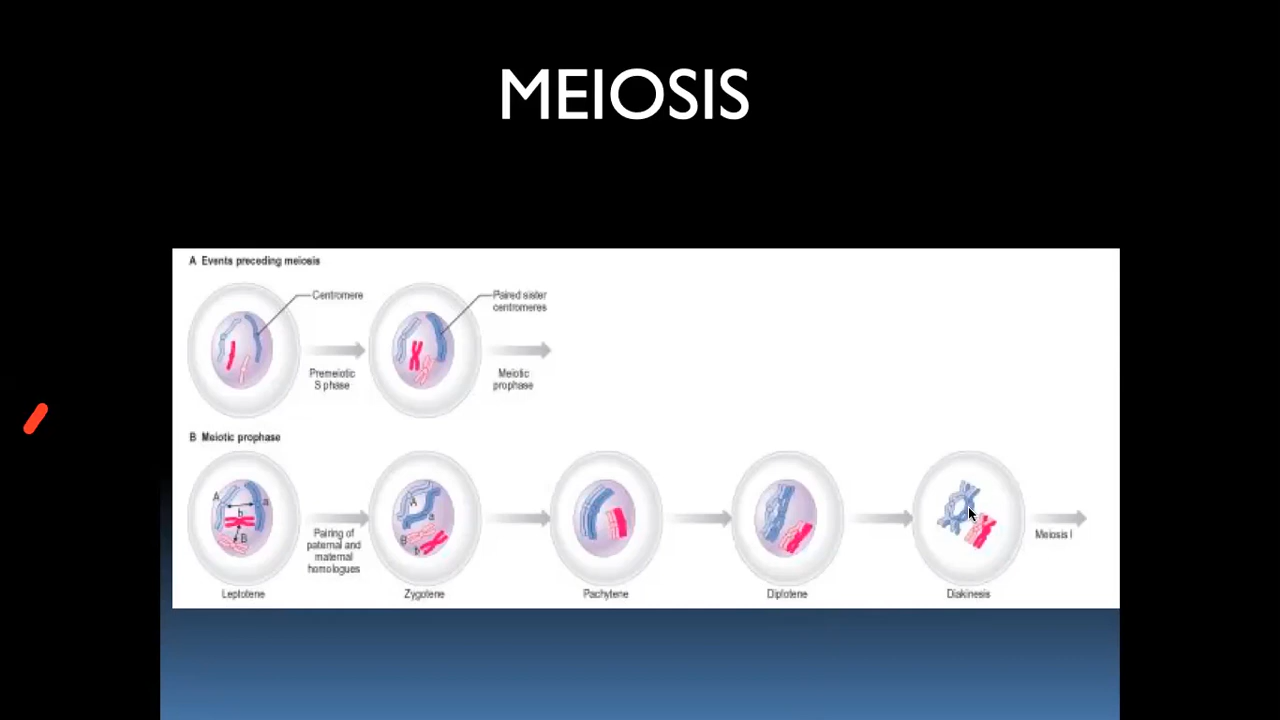 MEIOSIS
A Events preceding meiosis
Centromere
Paired sister
centromeres
Premeiotic
S phase
Meiotic
prophase
B Meiotic prophase
A
a
b
B
Pairing of
paternal and
maternal
homologues
A
a
B
b
Meiosis I
Leptotene
Zygotene
Pachytene
Diplotene
Diakinesis